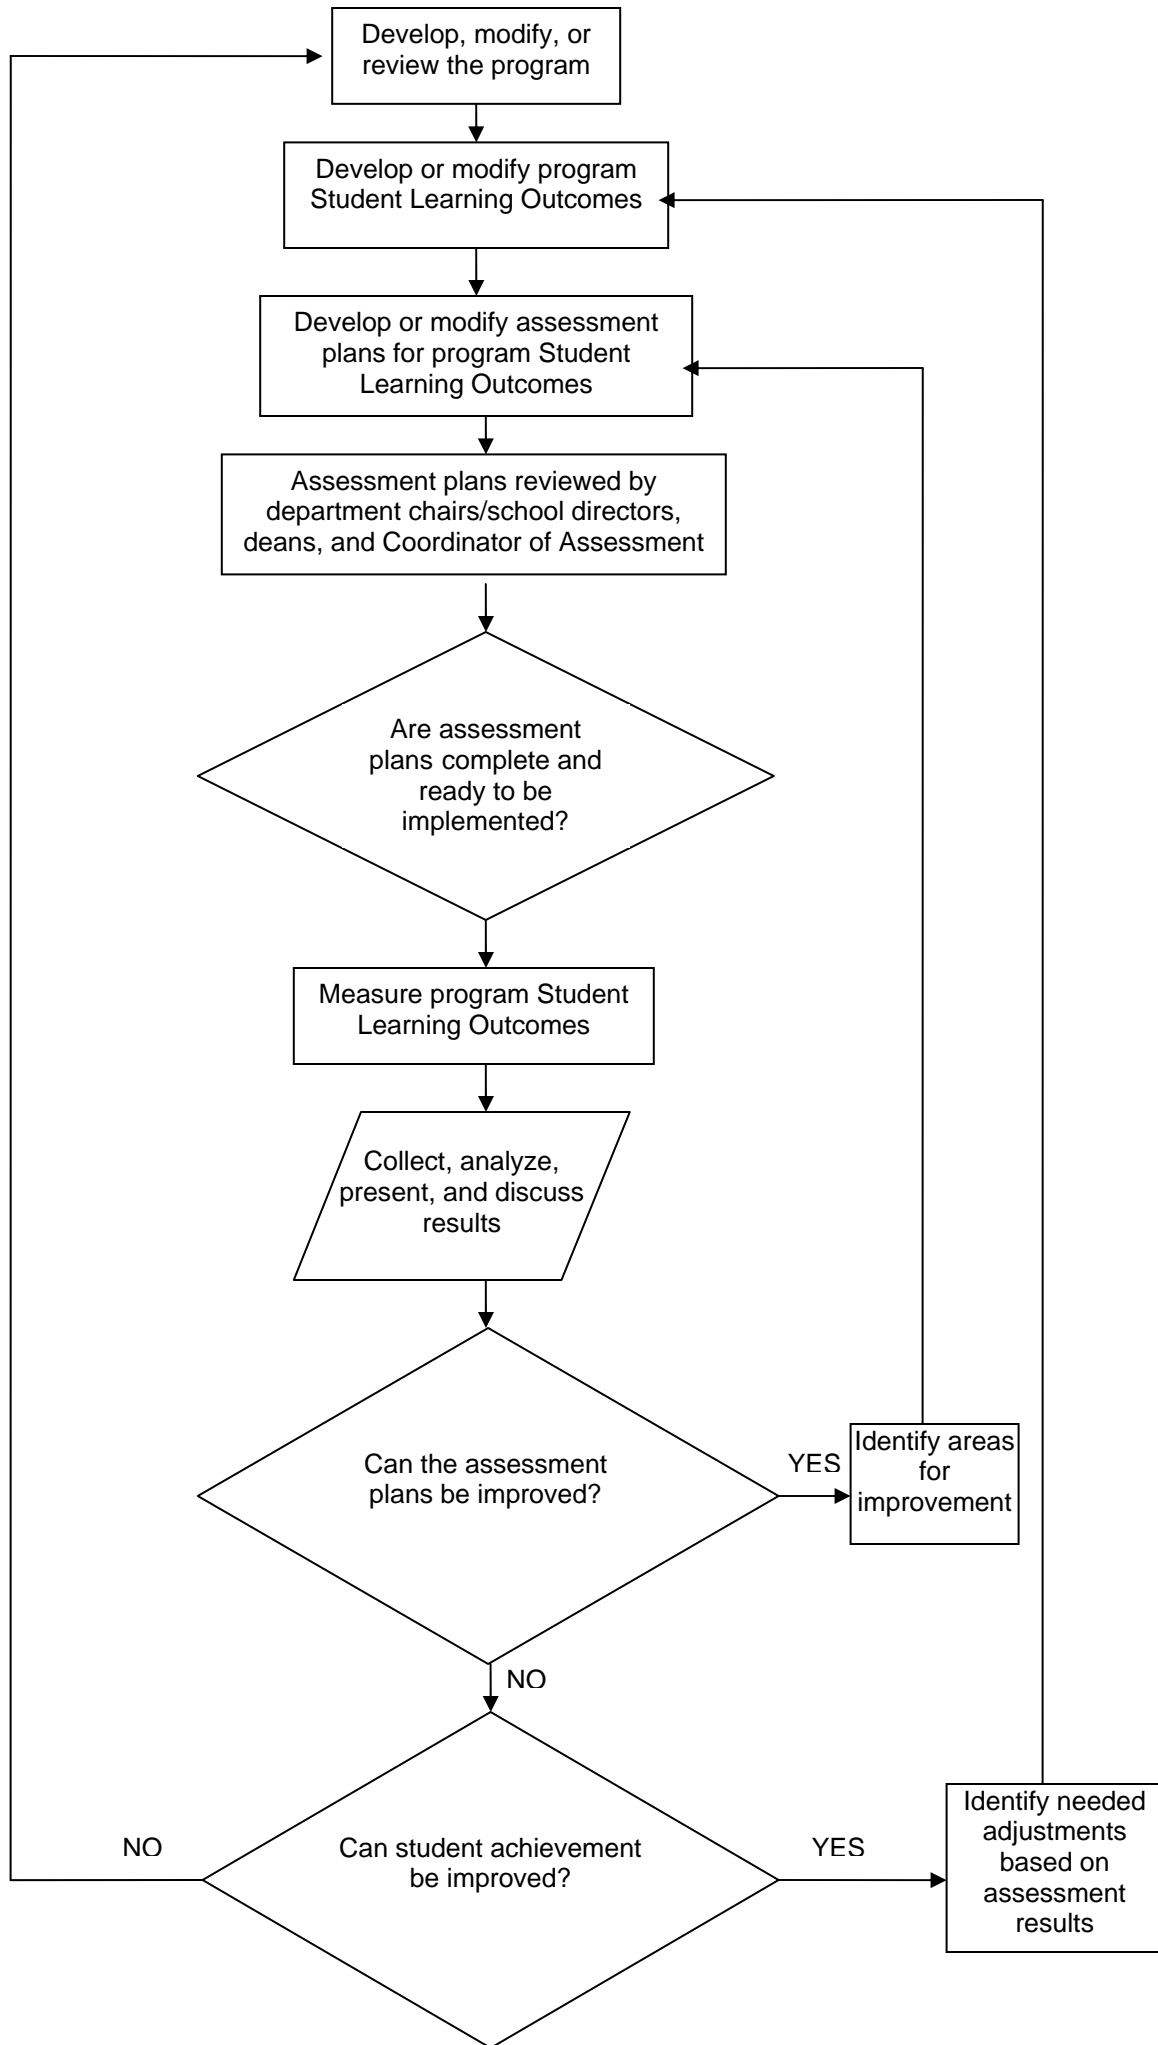 Develop, modify, or
review the program
Develop or modify program
Student Learning Outcomes
Develop or modify assessment
plans for program Student
Learning Outcomes
Assessment plans reviewed by
department chairs/school directors,
deans, and Coordinator of Assessment
Are assessment
plans complete and
ready to be
implemented?
Measure program Student
Learning Outcomes
Collect, analyze,
present, and discuss
results
Can the assessment
plans be improved?
YES
Identify areas
for
improvement
NO
Can student achievement
be improved?
NO
YES
Identify needed
adjustments
based on
assessment
results